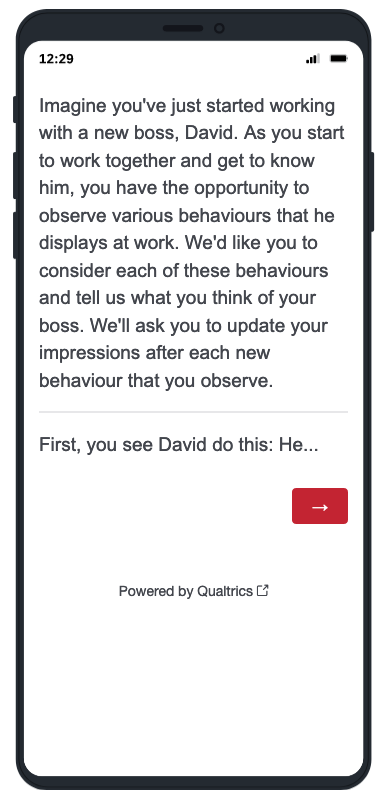 12:29
Imagine you've just started working
with a new boss, David. As you start
to work together and get to know
him, you have the opportunity to
observe various behaviours that he
displays at work. We'd like you to
consider each of these behaviours
and tell us what you think of your
boss. We'll ask you to update your
impressions after each new
behaviour that you observe.
First, you see David do this: He...
→
Powered by Qualtrics